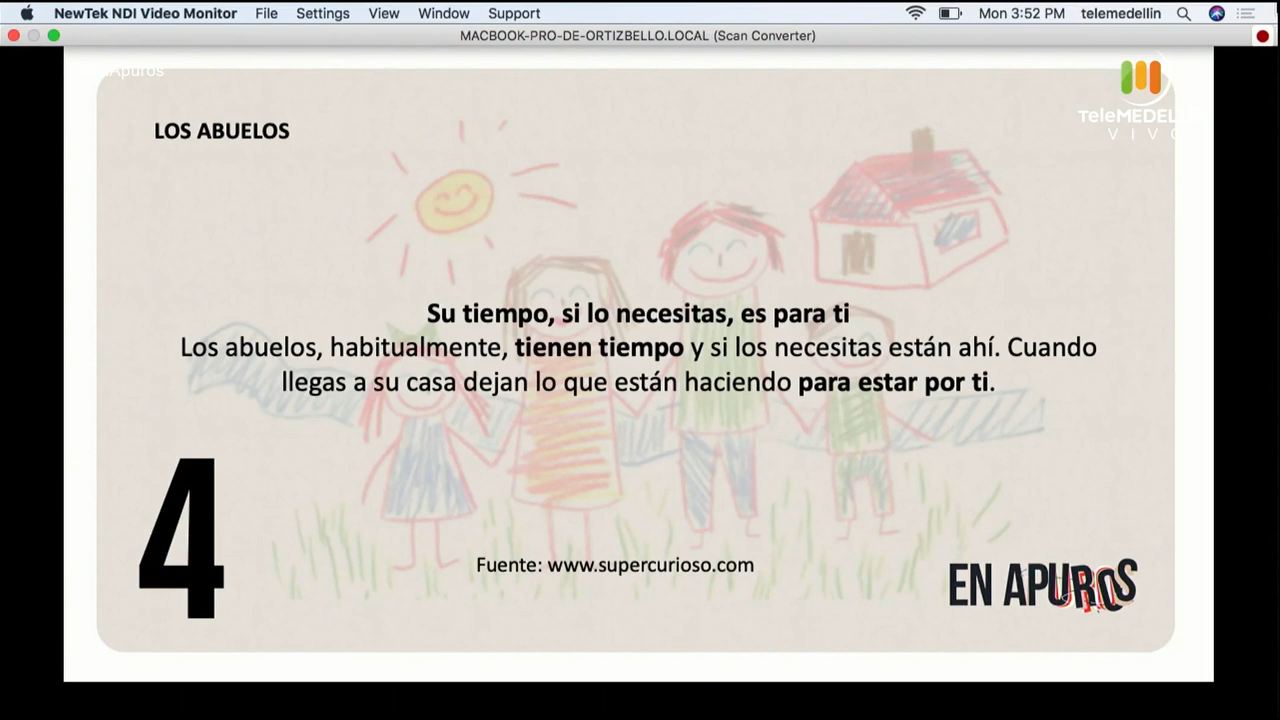 NewTek NDI Video Monitor File Settings View Window Support Mon 3:52 PM telemedellin
MACBOOK-PRO-DE-ORTIZBELLO.LOCAL (Scan Converter)
Apuros
TeleMEDEL
VIVO
LOS ABUELOS
Su tiempo, si lo necesitas, es para ti
Los abuelos, habitualmente, tienen tiempo y si los necesitas están ahí. Cuando
llegas a su casa dejan lo que están haciendo para estar por ti.
4
Fuente: www.supercurioso.com
EN APUROS